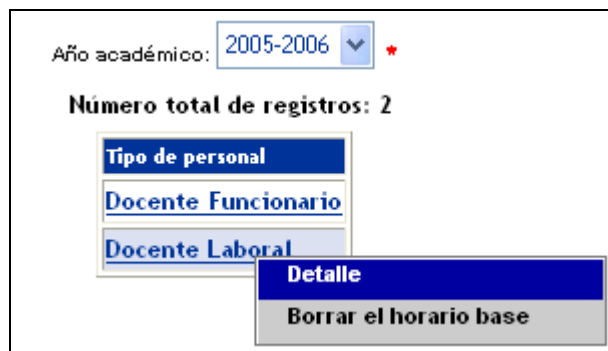 Año académico: 2005-2006 *
Número total de registros: 2
Tipo de personal
Docente Funcionario
Docente Laboral
Detalle
Borrar el horario base